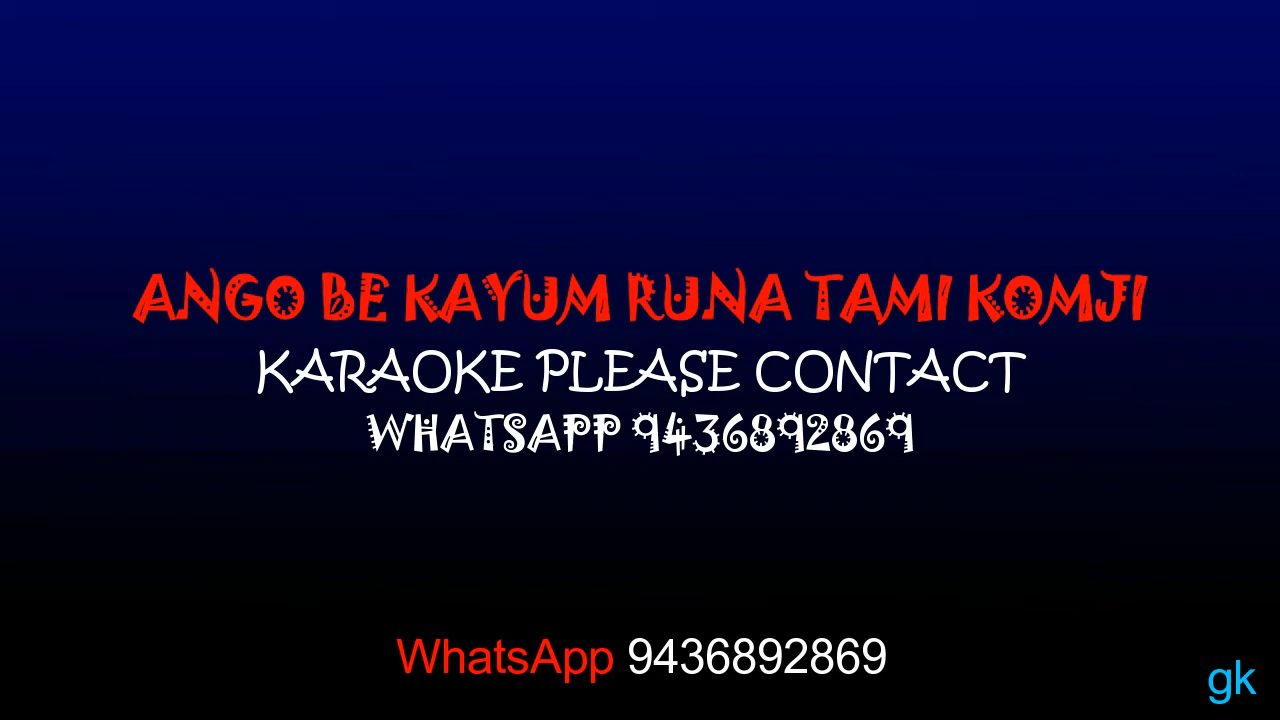 ANGO BE KAYUM RUNA TAMI KOMJI
KARAOKE PLEASE CONTACT
WHATSAPP 9436892869
WhatsApp 9436892869
gk